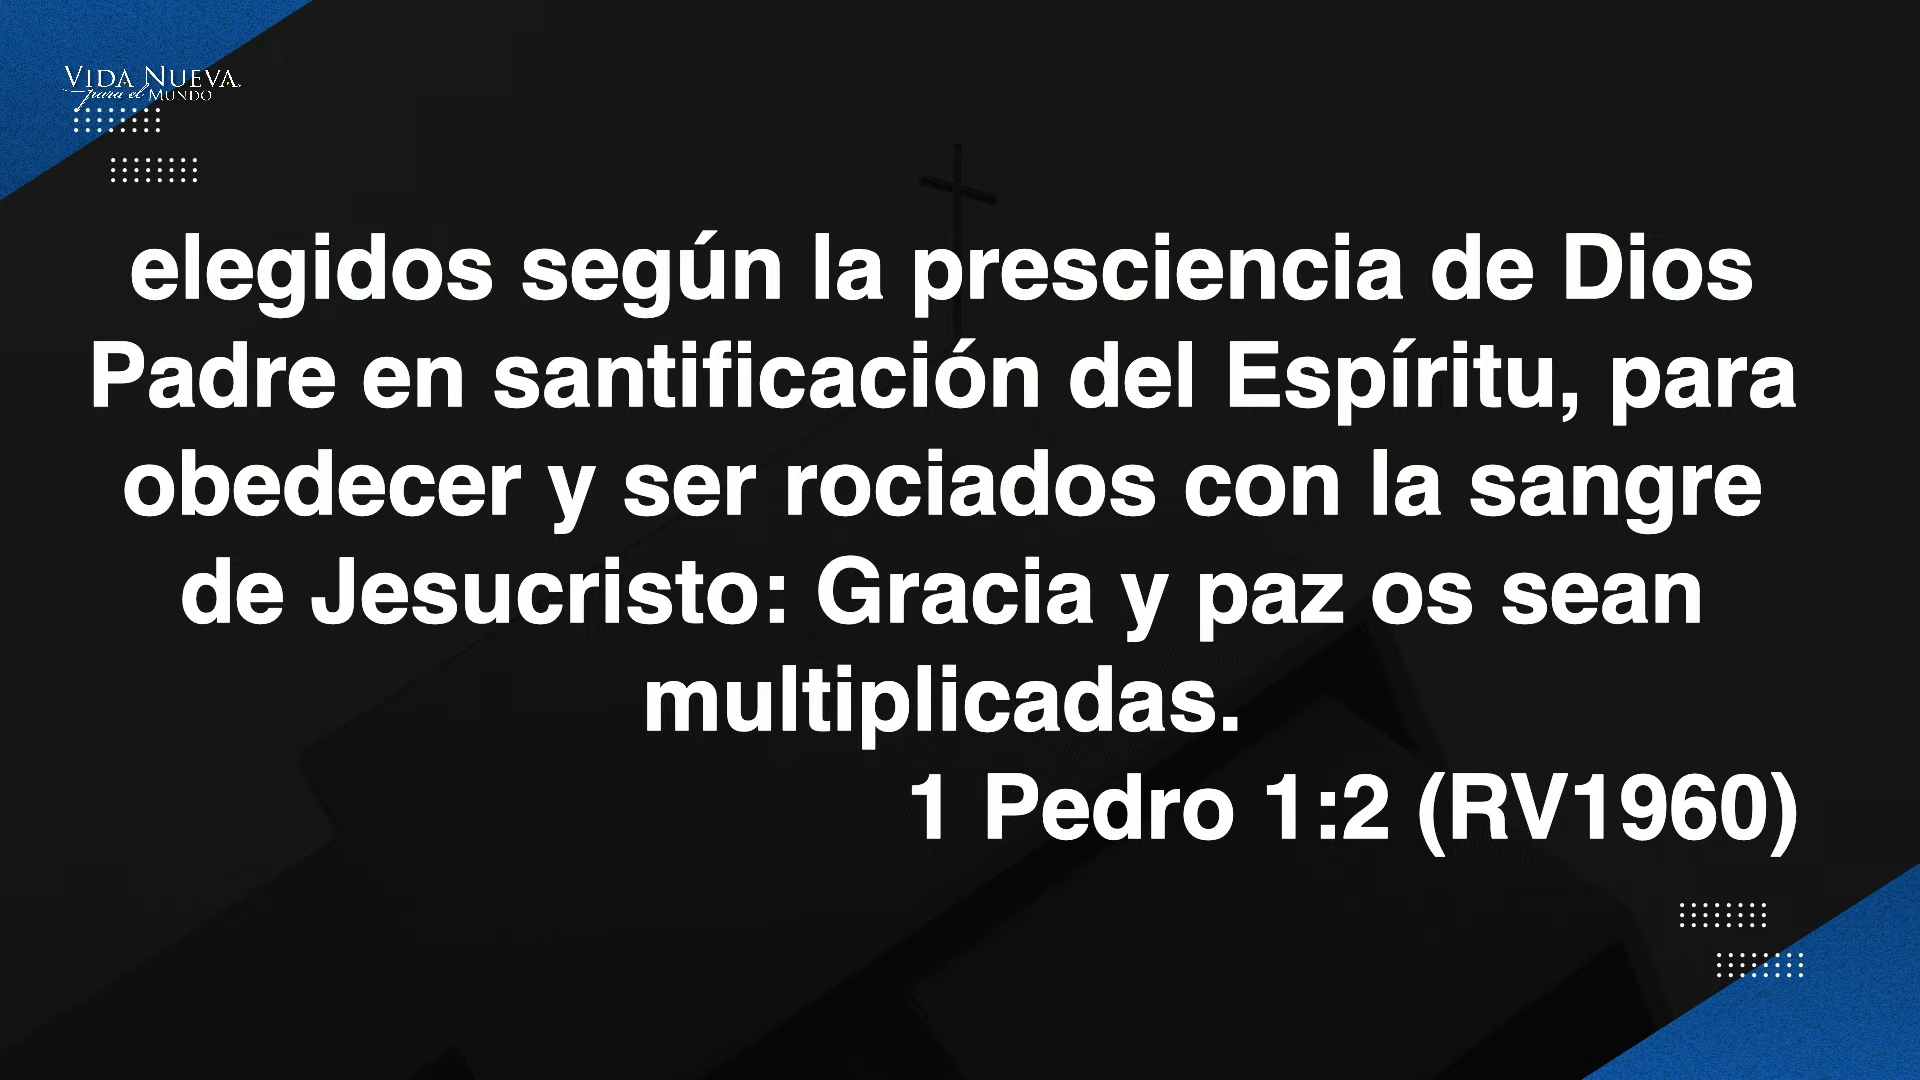 VIDA NUEVA
para el MUNDO
elegidos según la presciencia de Dios
Padre en santificación del Espíritu, para
obedecer y ser rociados con la sangre
de Jesucristo: Gracia y paz os sean
multiplicadas.
1 Pedro 1:2 (RV1960)